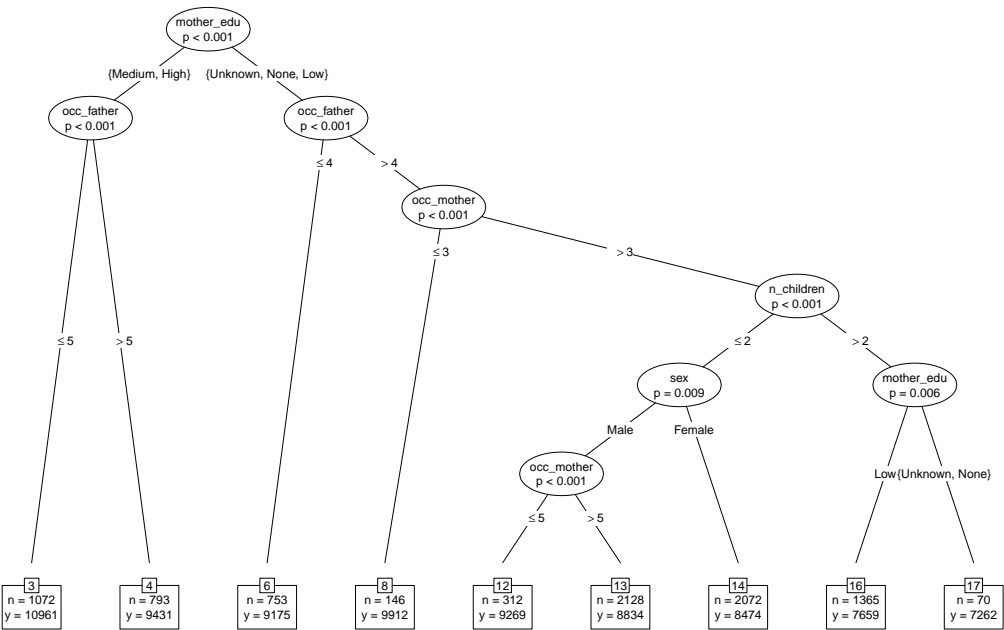 mother_edu
p < 0.001
{Medium, High}
{Unknown, None, Low}
occ_father
p < 0.001
occ_father
p < 0.001
≤ 4
> 4
occ_mother
p < 0.001
≤ 3
> 3
n_children
p < 0.001
≤ 5
> 5
≤ 2
> 2
sex
p = 0.009
mother_edu
p = 0.006
Male
Female
occ_mother
p < 0.001
Low
{Unknown, None}
≤ 5
> 5
3
n = 1072
y = 10961
4
n = 793
y = 9431
6
n = 753
y = 9175
8
n = 146
y = 9912
12
n = 312
y = 9269
13
n = 2128
y = 8834
14
n = 2072
y = 8474
16
n = 1365
y = 7659
17
n = 70
y = 7262